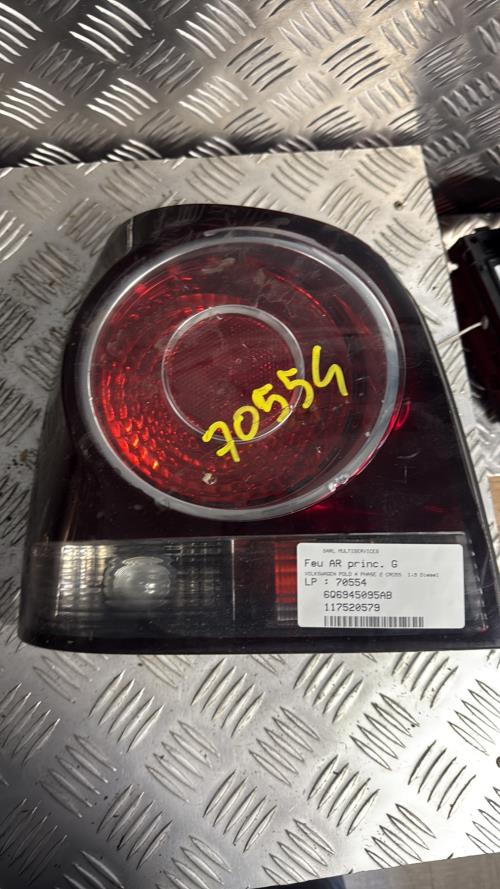 70554
SARL MULTISERVICES
Feu AR princ. G
VOLKSWAGEN POLO 4 PHASE 2 CROSS 1.9 Diesel
LP : 70554
6Q6945095AB
117520579